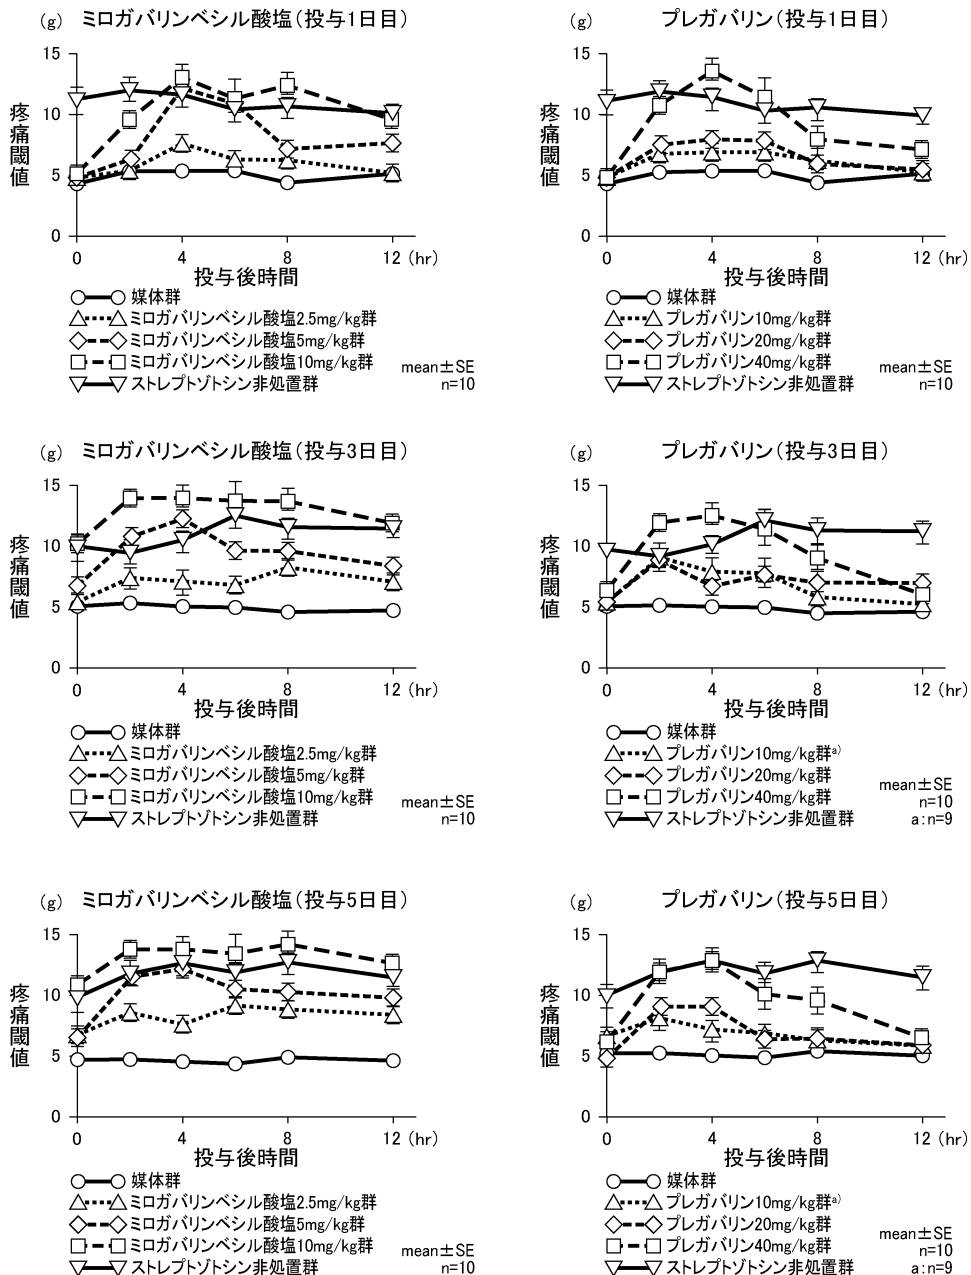 (g) ミロガバリンベシル酸塩(投与1日目)
15
10
5
0
疼痛閾値
0 4 8 12 (hr)
投与後時間
媒体群
ミロガバリンベシル酸塩2.5mg/kg群
ミロガバリンベシル酸塩5mg/kg群
ミロガバリンベシル酸塩10mg/kg群
ストレプトゾトシン非処置群
mean±SE
n=10
(g) プレガバリン(投与1日目)
15
10
5
0
疼痛閾値
0 4 8 12 (hr)
投与後時間
媒体群
プレガバリン10mg/kg群
プレガバリン20mg/kg群
プレガバリン40mg/kg群
ストレプトゾトシン非処置群
mean±SE
n=10
(g) ミロガバリンベシル酸塩(投与3日目)
15
10
5
0
疼痛閾値
0 4 8 12 (hr)
投与後時間
媒体群
ミロガバリンベシル酸塩2.5mg/kg群
ミロガバリンベシル酸塩5mg/kg群
ミロガバリンベシル酸塩10mg/kg群
ストレプトゾトシン非処置群
mean±SE
n=10
(g) プレガバリン(投与3日目)
15
10
5
0
疼痛閾値
0 4 8 12 (hr)
投与後時間
媒体群
プレガバリン10mg/kg群a)
プレガバリン20mg/kg群
プレガバリン40mg/kg群
ストレプトゾトシン非処置群
mean±SE
n=10
a:n=9
(g) ミロガバリンベシル酸塩(投与5日目)
15
10
5
0
疼痛閾値
0 4 8 12 (hr)
投与後時間
媒体群
ミロガバリンベシル酸塩2.5mg/kg群
ミロガバリンベシル酸塩5mg/kg群
ミロガバリンベシル酸塩10mg/kg群
ストレプトゾトシン非処置群
mean±SE
n=10
(g) プレガバリン(投与5日目)
15
10
5
0
疼痛閾値
0 4 8 12 (hr)
投与後時間
媒体群
プレガバリン10mg/kg群a)
プレガバリン20mg/kg群
プレガバリン40mg/kg群
ストレプトゾトシン非処置群
mean±SE
n=10
a:n=9